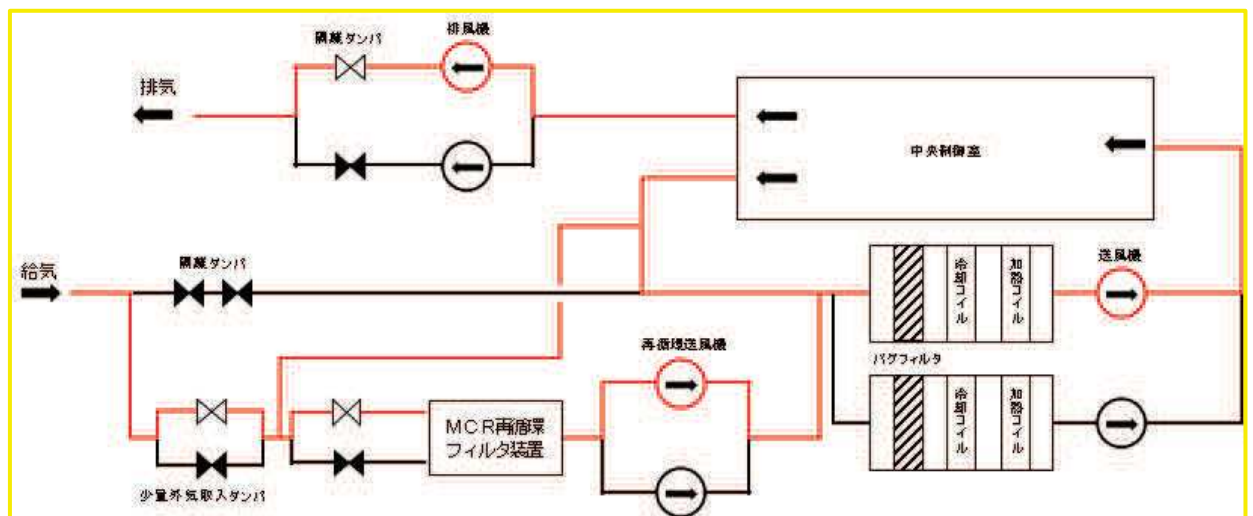 隔離ダンパ
排風機
排気
中央制御室
給気
隔離ダンパ
冷却コイル
加熱コイル
送風機
再循環送風機
バグフィルタ
冷却コイル
加熱コイル
MCR再循環
フィルタ装置
少量外気取入ダンパ